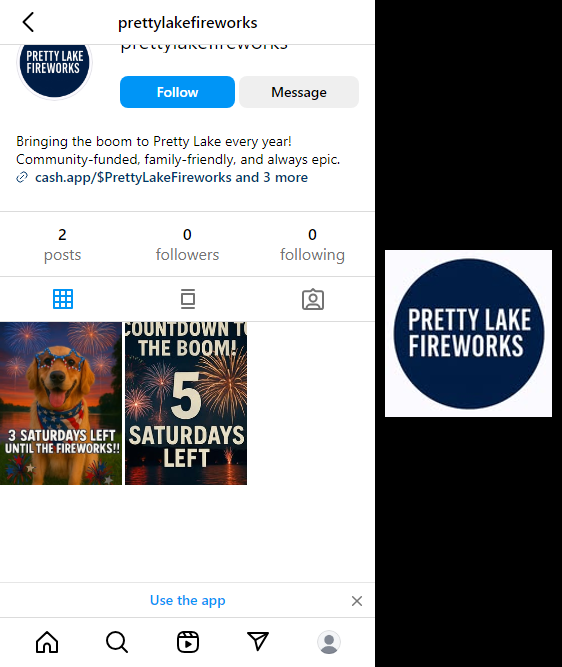 prettylakefireworks
prettylakefireworks
PRETTY LAKE
FIREWORKS
Follow
Message
Bringing the boom to Pretty Lake every year!
Community-funded, family-friendly, and always epic.
cash.app/$PrettyLakeFireworks and 3 more
2
posts
0
followers
0
following
3 SATURDAYS LEFT
UNTIL THE FIREWORKS!!
COUNTDOWN TO
THE BOOM!
5
SATURDAYS
LEFT
Use the app
PRETTY LAKE
FIREWORKS